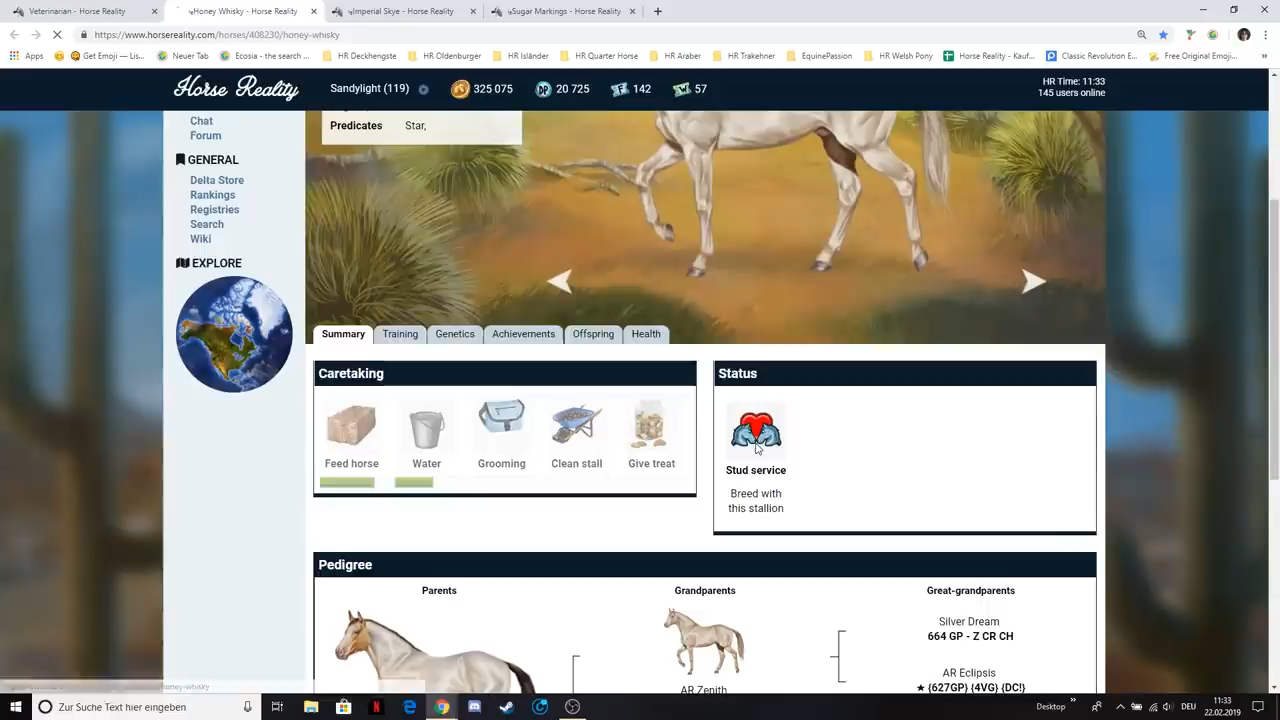 Veterinarian - Horse Reality
Honey Whisky - Horse Reality
Imperial Skye - Horse Reality
Sugar Markings - Horse Reality
https://www.horsereality.com/horses/408230/honey-whisky
Apps
Get Emoji — List...
Neuer Tab
Ecosia - the search ...
HR Deckhengste
HR Oldenburger
HR Isländer
HR Quarter Horse
HR Araber
HR Trakehner
EquinePassion
HR Welsh Pony
Horse Reality - Kauf...
Classic Revolution E...
Free Original Emoji...
Horse Reality
Sandylight (119)
325 075
DP
20 725
142
57
HR Time: 11:33
145 users online
Chat
Forum
GENERAL
Delta Store
Rankings
Registries
Search
Wiki
EXPLORE
Predicates Star,
Summary
Training
Genetics
Achievements
Offspring
Health
Caretaking
Feed horse
Water
Grooming
Clean stall
Give treat
Status
Stud service
Breed with
this stallion
Pedigree
Parents
Grandparents
Great-grandparents
Silver Dream
664 GP - Z CR CH
AR Eclipsis
★ {627GP} {4VG} {DC!}
AR Zenith
Zur Suche Text hier eingeben
Desktop
DEU
11:33
22.02.2019